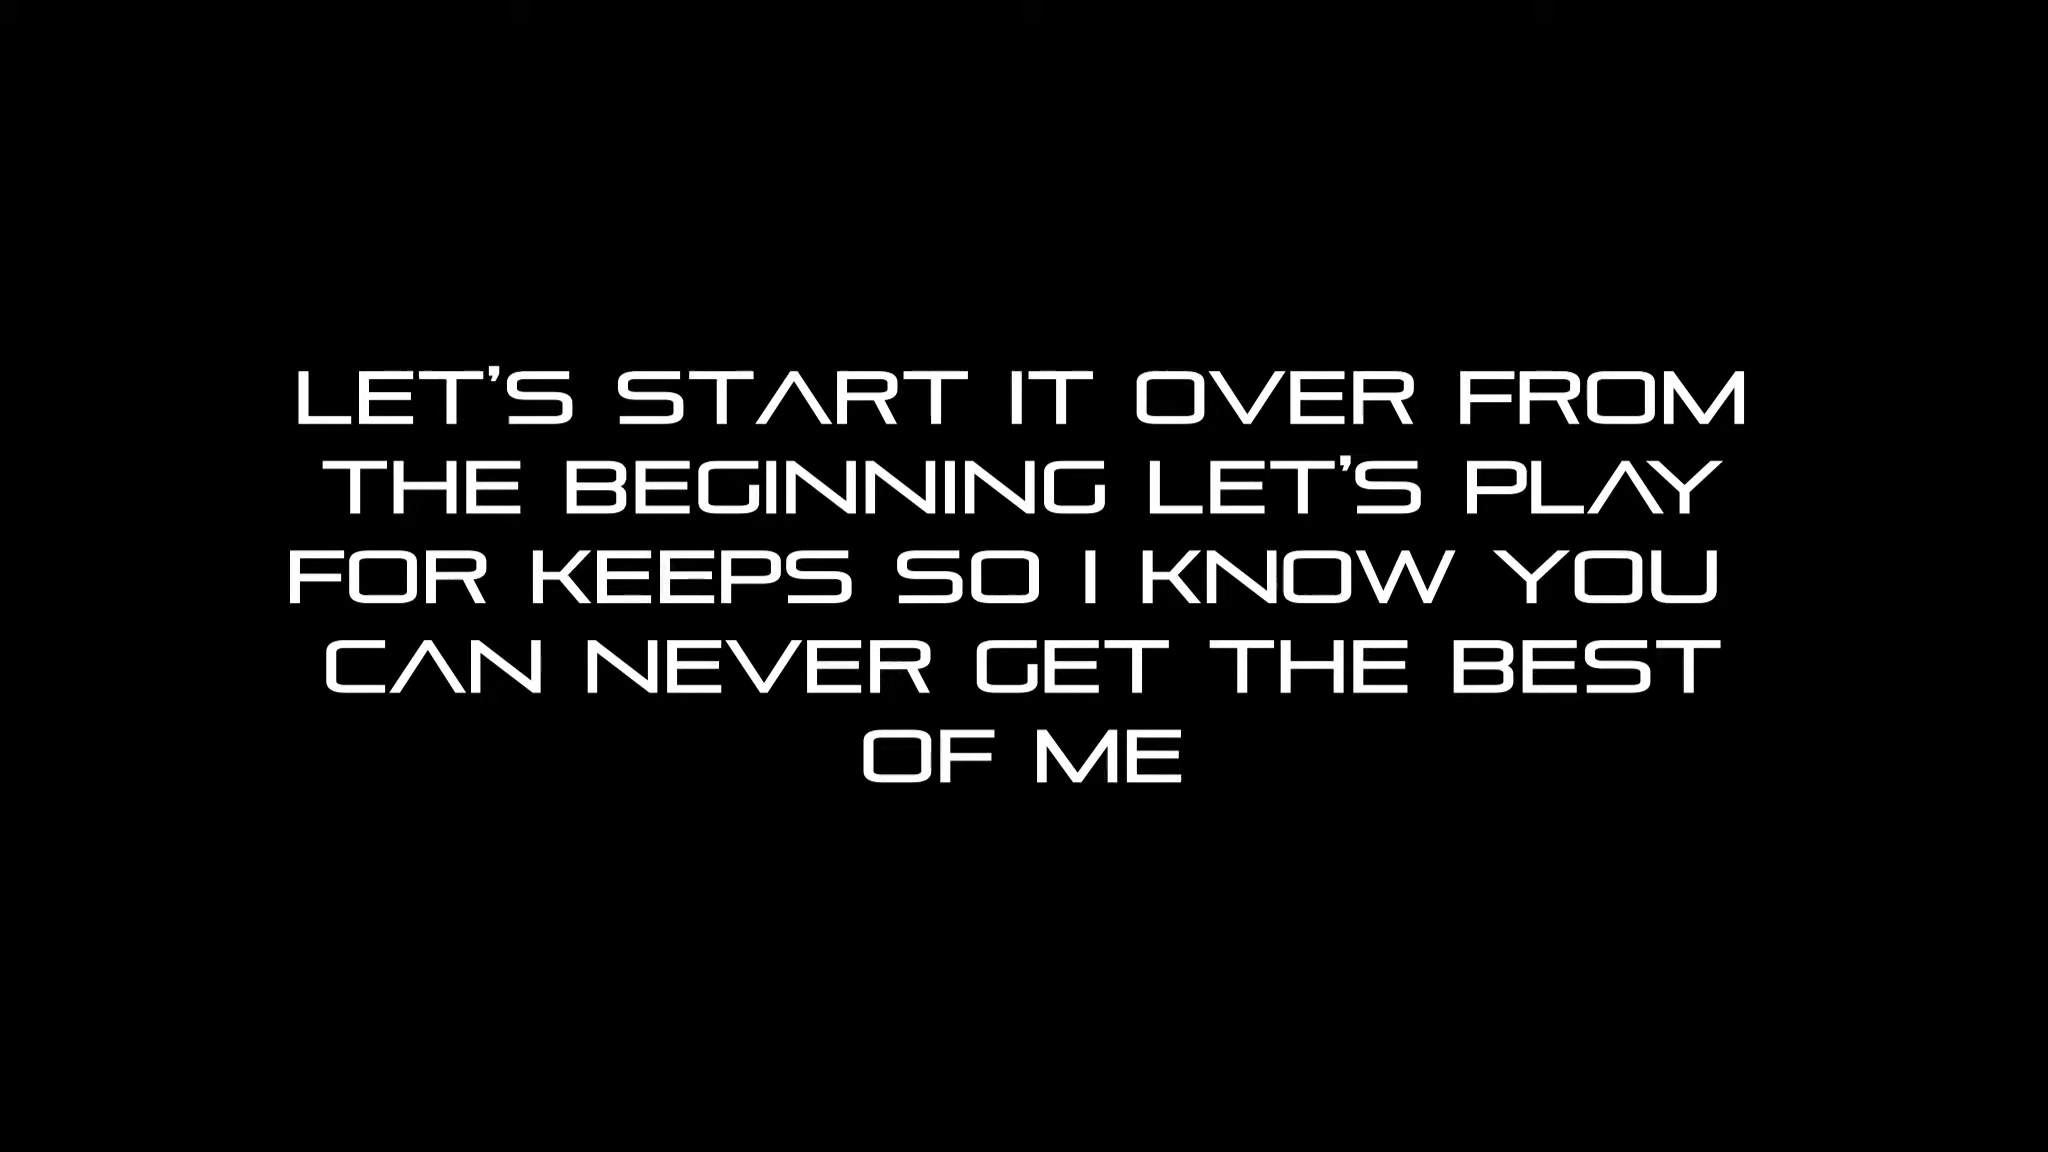 LET'S START IT OVER FROM
THE BEGINNING LET'S PLAY
FOR KEEPS SO I KNOW YOU
CAN NEVER GET THE BEST
OF ME